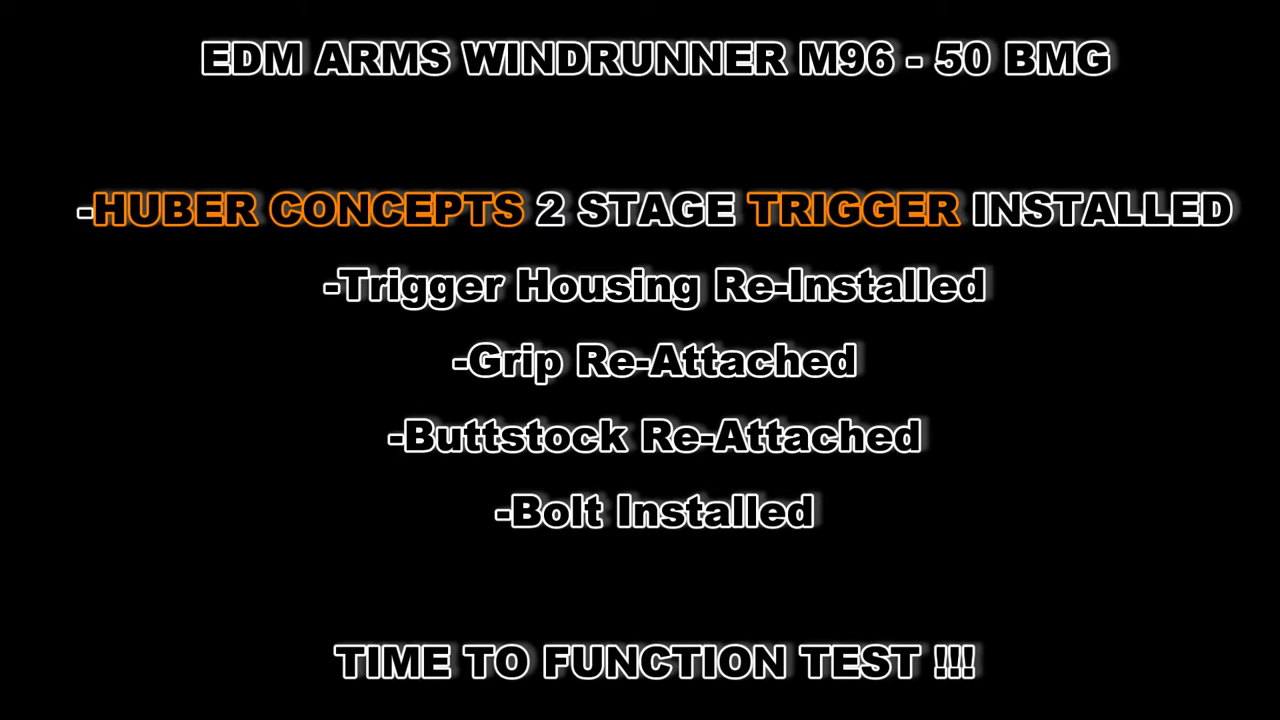 EDM ARMS WINDRUNNER M96 - 50 BMG
-HUBER CONCEPTS 2 STAGE TRIGGER INSTALLED
-Trigger Housing Re-Installed
-Grip Re-Attached
-Buttstock Re-Attached
-Bolt Installed
TIME TO FUNCTION TEST !!!